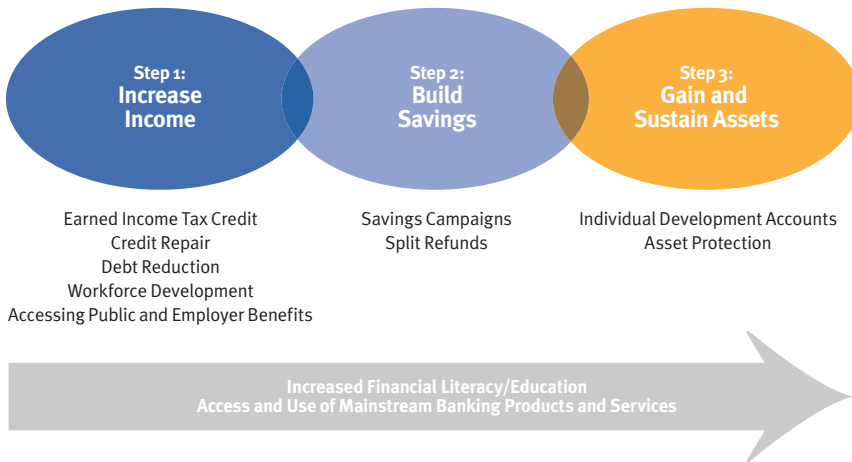 Step 1:
Increase
Income
Step 2:
Build
Savings
Step 3:
Gain and
Sustain Assets
Earned Income Tax Credit
Credit Repair
Debt Reduction
Workforce Development
Accessing Public and Employer Benefits
Savings Campaigns
Split Refunds
Individual Development Accounts
Asset Protection
Increased Financial Literacy/Education
Access and Use of Mainstream Banking Products and Services